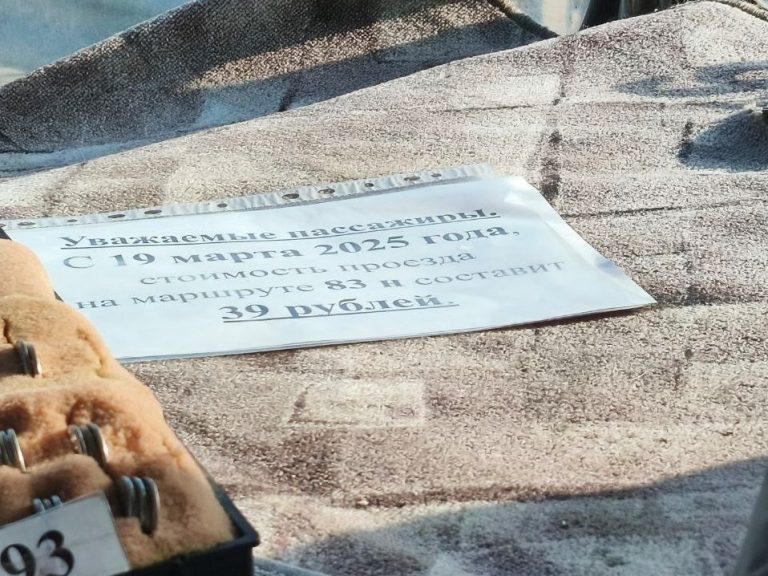 Уважаемые пассажиры.
С 19 марта 2025 года,
стоимость проезда
на маршруте 83 н составит
39 рублей.
93